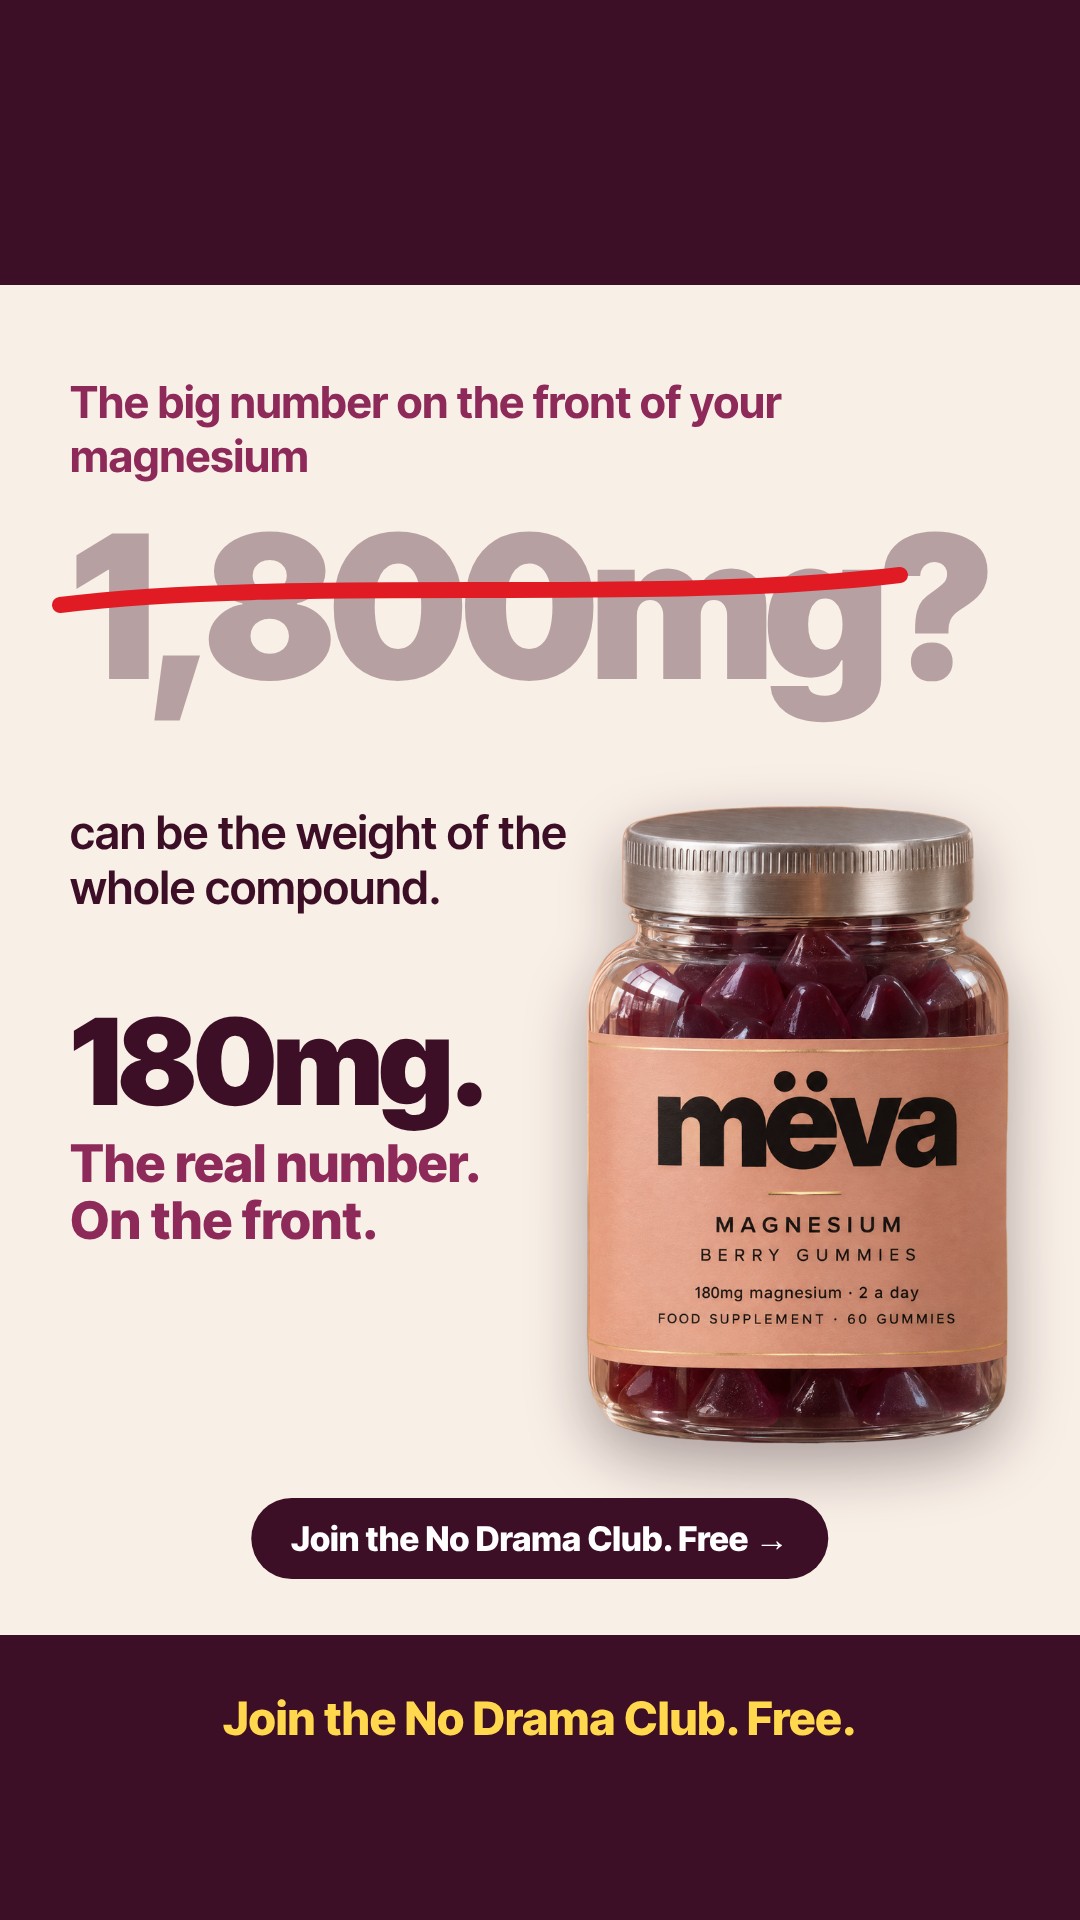 The big number on the front of your
magnesium
1,800mg?
can be the weight of the
whole compound.
180mg.
The real number.
On the front.
mëva
MAGNESIUM
BERRY GUMMIES
180mg magnesium · 2 a day
FOOD SUPPLEMENT · 60 GUMMIES
Join the No Drama Club. Free →
Join the No Drama Club. Free.